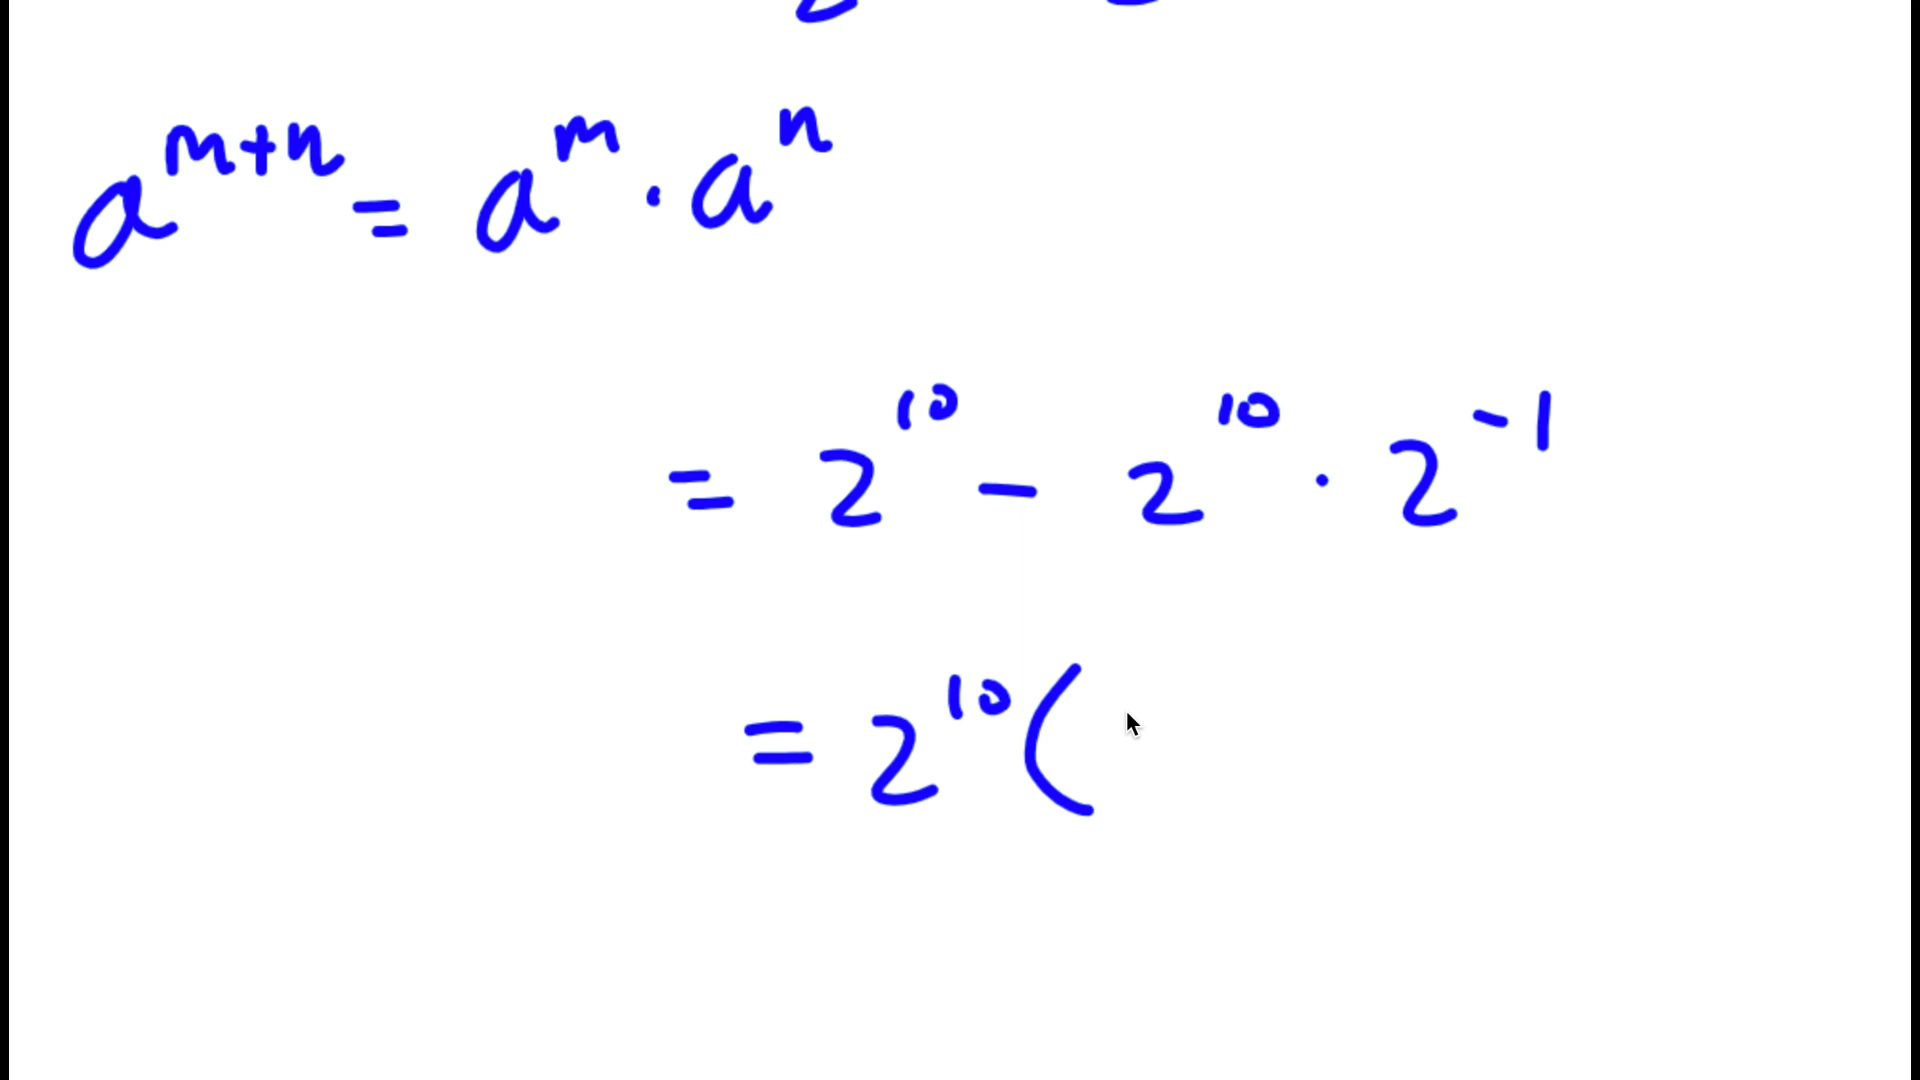 a^{m+n} = a^m · a^n
= 2^{10} - 2^{10} · 2^{-1}
= 2^{10} (